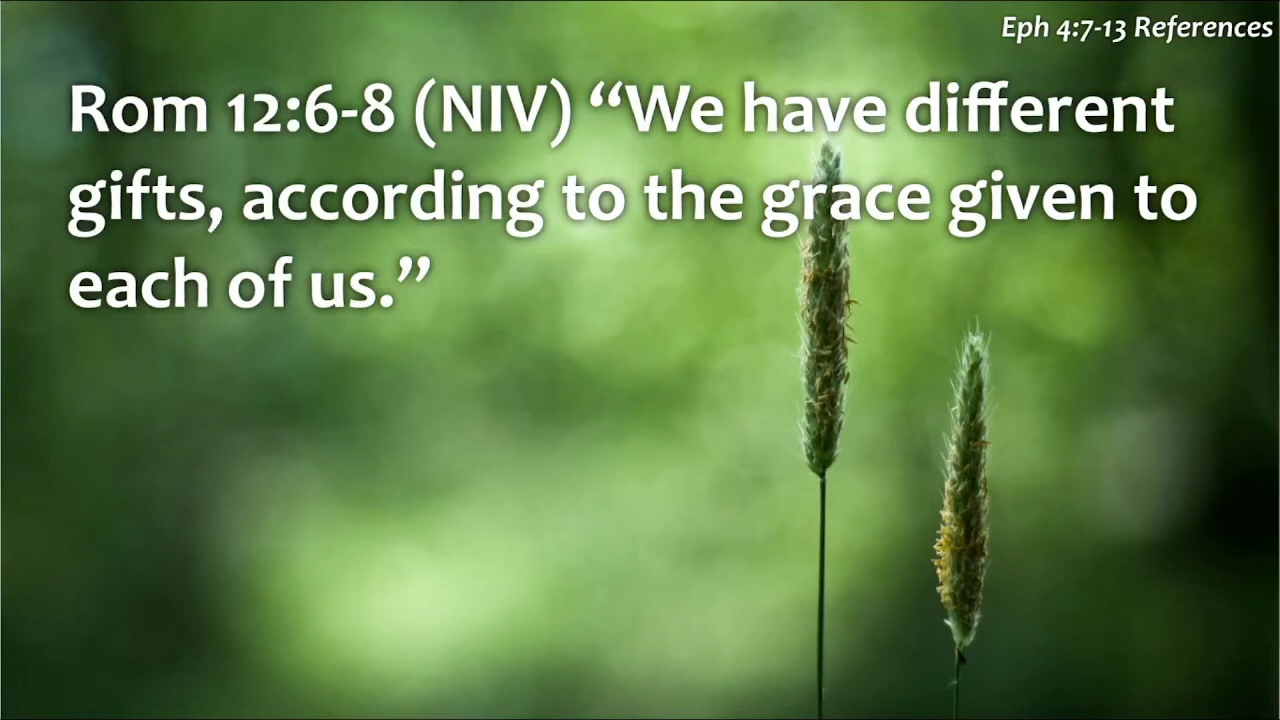 Eph 4:7-13 References
Rom 12:6-8 (NIV) “We have different
gifts, according to the grace given to
each of us.”